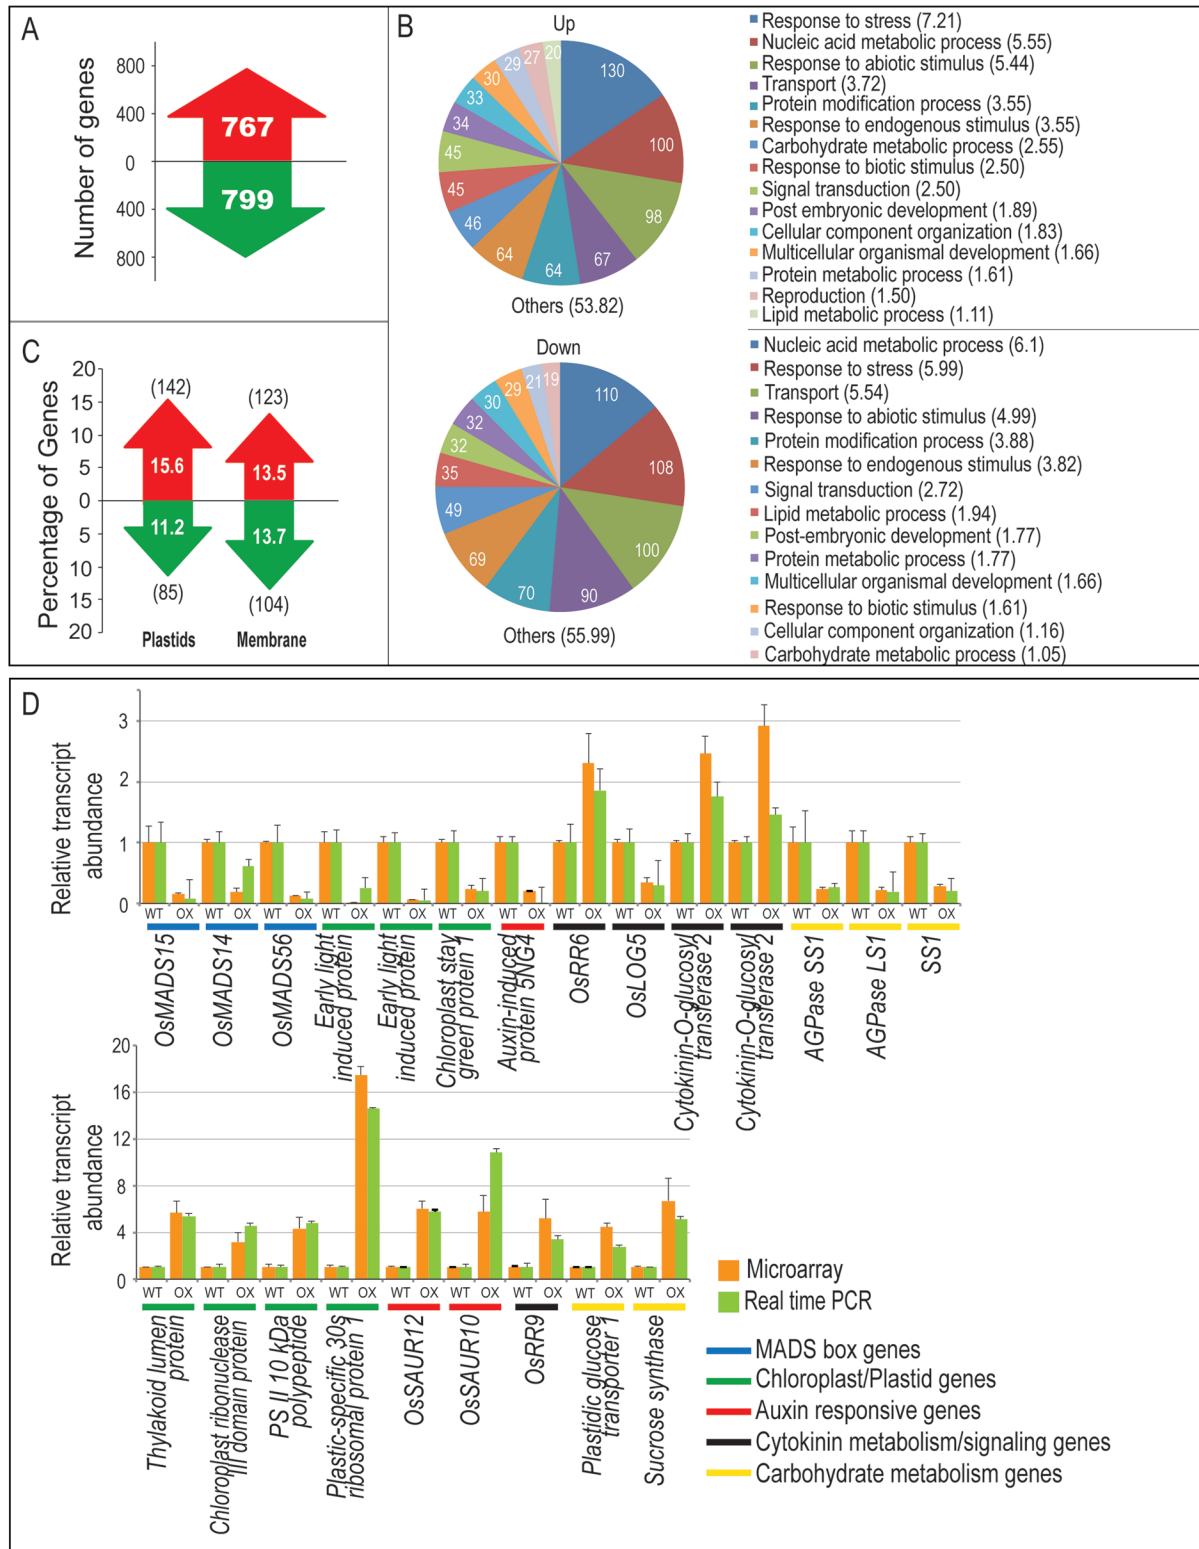 A
Number of genes
800
400
0
400
800
767
799
B
Up
130
100
98
67
64
64
46
45
45
34
33
30
29
27
20
Others (53.82)
Response to stress (7.21)
Nucleic acid metabolic process (5.55)
Response to abiotic stimulus (5.44)
Transport (3.72)
Protein modification process (3.55)
Response to endogenous stimulus (3.55)
Carbohydrate metabolic process (2.55)
Response to biotic stimulus (2.50)
Signal transduction (2.50)
Post embryonic development (1.89)
Cellular component organization (1.83)
Multicellular organismal development (1.66)
Protein metabolic process (1.61)
Reproduction (1.50)
Lipid metabolic process (1.11)
Down
110
108
100
90
70
69
49
35
32
32
30
29
21
19
Others (55.99)
Nucleic acid metabolic process (6.1)
Response to stress (5.99)
Transport (5.54)
Response to abiotic stimulus (4.99)
Protein modification process (3.88)
Response to endogenous stimulus (3.82)
Signal transduction (2.72)
Lipid metabolic process (1.94)
Post-embryonic development (1.77)
Protein metabolic process (1.77)
Multicellular organismal development (1.66)
Response to biotic stimulus (1.61)
Cellular component organization (1.16)
Carbohydrate metabolic process (1.05)
C
Percentage of Genes
20
15
10
5
0
5
10
15
20
(142)
15.6
11.2
(85)
Plastids
(123)
13.5
13.7
(104)
Membrane
D
Relative transcript
abundance
3
2
1
0
WT OX WT OX WT OX WT OX WT OX WT OX WT OX WT OX WT OX WT OX WT OX WT OX WT OX WT OX
OsMADS15
OsMADS14
OsMADS56
Early light
induced protein
Early light
induced protein
Chloroplast stay
green protein 1
Auxin-induced
protein 5NG4
OsRR6
OsLOG5
Cytokinin-O-glucosyl
transferase 2
Cytokinin-O-glucosyl
transferase 2
AGPase SS1
AGPase LS1
SS1
Relative transcript
abundance
20
16
12
8
4
0
WT OX WT OX WT OX WT OX WT OX WT OX WT OX WT OX WT OX
Thylakoid lumen
protein
Chloroplast ribonuclease
III domain protein
PS II 10 kDa
polypeptide
Plastic-specific 30s
ribosomal protein 1
OsSAUR12
OsSAUR10
OsRR9
Plastidic glucose
transporter 1
Sucrose synthase
Microarray
Real time PCR
MADS box genes
Chloroplast/Plastid genes
Auxin responsive genes
Cytokinin metabolism/signaling genes
Carbohydrate metabolism genes